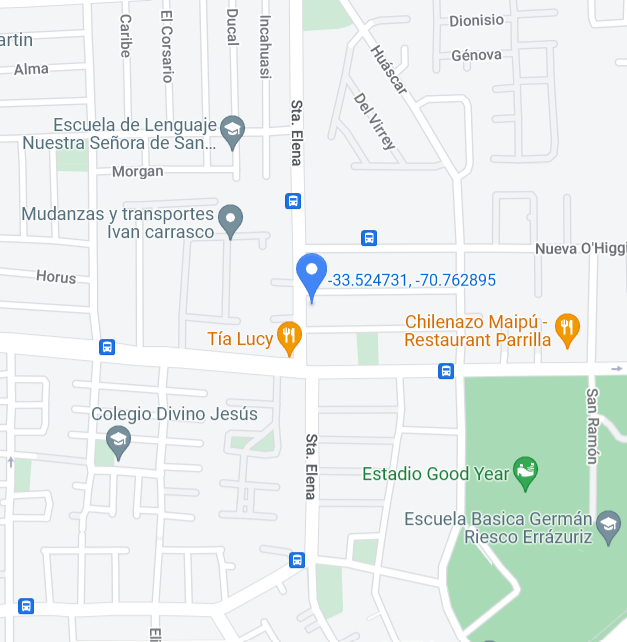 Dionisio
Génova
Huáscar
Del Virrey
Caribe
El Corsario
Ducal
Incahuasi
artin
Alma
Escuela de Lenguaje
Nuestra Señora de San...
Sta. Elena
Morgan
Mudanzas y transportes
Ivan carrasco
Nueva O'Higgi
Horus
-33.524731, -70.762895
Tía Lucy
Chilenazo Maipú -
Restaurant Parrilla
Colegio Divino Jesús
Sta. Elena
San Ramón
Estadio Good Year
Escuela Basica Germán
Riesco Errázuriz
Eli